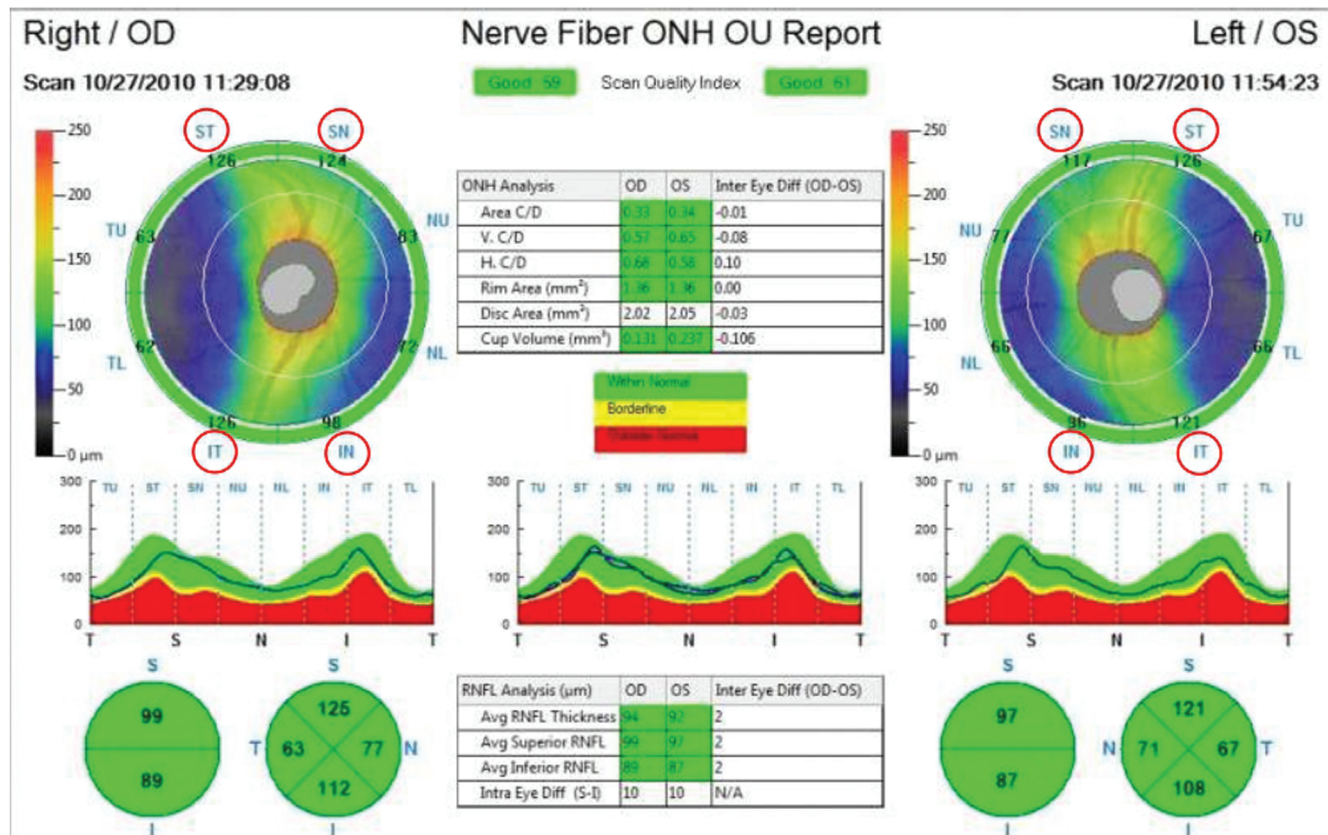 Right / OD
Nerve Fiber ONH OU Report
Left / OS
Scan 10/27/2010 11:29:08
Good 59 Scan Quality Index Good 61
Scan 10/27/2010 11:54:23
ST SN
126 124
TU NU
63 83
62 72
TL NL
126 98
IT IN
250
200
150
100
50
0 µm
ONH Analysis OD OS Inter Eye Diff (OD-OS)
Area C/D 0.33 0.34 -0.01
V. C/D 0.57 0.65 -0.08
H. C/D 0.68 0.58 0.10
Rim Area (mm²) 1.36 1.36 0.00
Disc Area (mm²) 2.02 2.05 -0.03
Cup Volume (mm³) 0.131 0.237 -0.106
Within Normal
Borderline
Outside Normal
250
200
150
100
50
0 µm
SN ST
117 126
NU TU
77 67
66
NL TL
96 121
IN IT
300
200
100
0
TU ST SN NU NL IN IT TL
T S N I T
300
200
100
0
TU ST SN NU NL IN IT TL
T S N I T
300
200
100
0
TU ST SN NU NL IN IT TL
T S N I T
S
99
89
I
S
125
T 63 77 N
112
I
RNFL Analysis (µm) OD OS Inter Eye Diff (OD-OS)
Avg RNFL Thickness 94 92 2
Avg Superior RNFL 99 97 2
Avg Inferior RNFL 89 87 2
Intra Eye Diff (S-I) 10 10 N/A
S
97
87
I
S
121
N 71 67 T
108
I